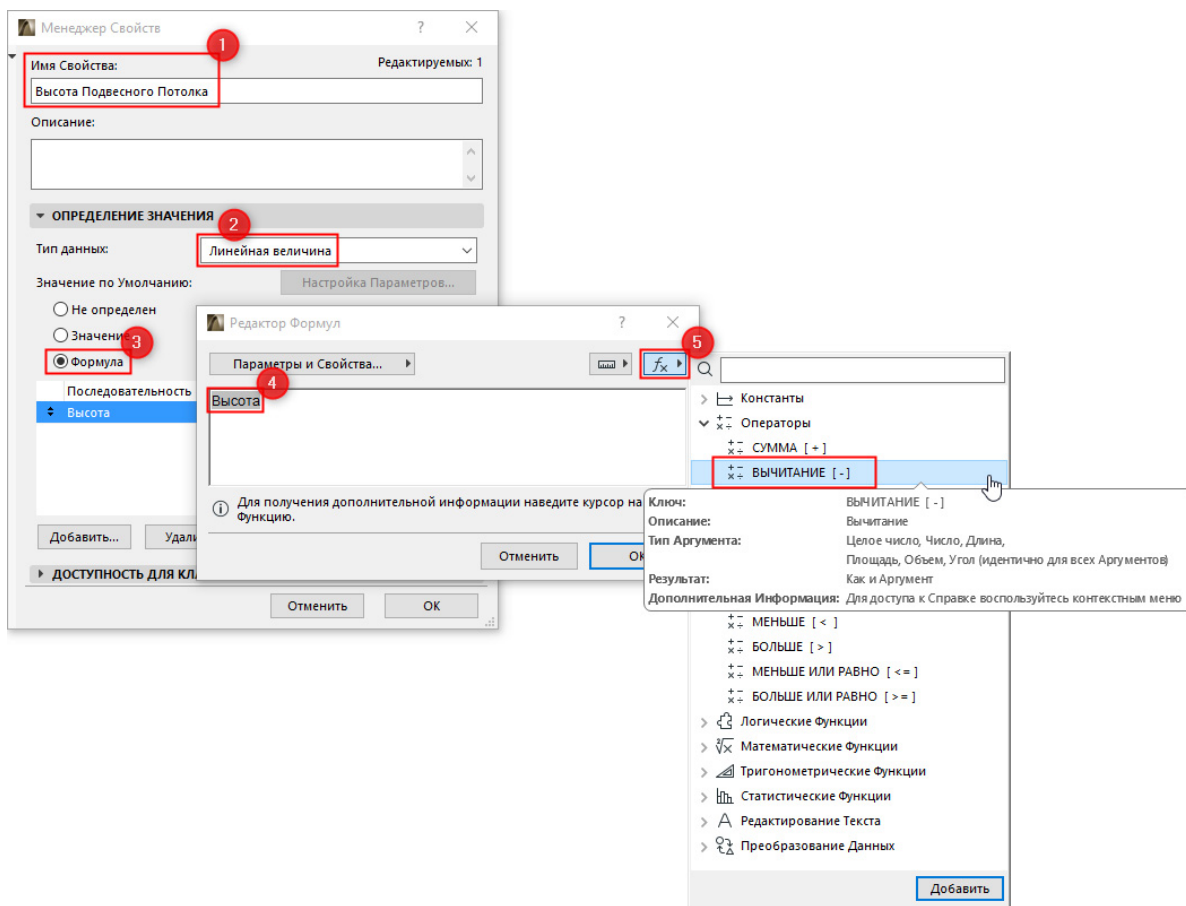 Менеджер Свойств
?
1
Имя Свойства:
Редактируемых: 1
Высота Подвесного Потолка
Описание:
ОПРЕДЕЛЕНИЕ ЗНАЧЕНИЯ
2
Тип данных:
Линейная величина
Значение по Умолчанию:
Настройка Параметров...
Не определен
Значение
3
Формула
Последовательность
Высота
Добавить...
Удали
ДОСТУПНОСТЬ ДЛЯ КЛ
Отменить
ОК
Редактор Формул
?
Параметры и Свойства...
fx
5
4
Высота
Для получения дополнительной информации наведите курсор на
Функцию.
Отменить
ОК
Константы
Операторы
СУММА [ + ]
ВЫЧИТАНИЕ [ - ]
Ключ: ВЫЧИТАНИЕ [ - ]
Описание: Вычитание
Тип Аргумента: Целое число, Число, Длина,
Площадь, Объем, Угол (идентично для всех Аргументов)
Результат: Как и Аргумент
Дополнительная Информация: Для доступа к Справке воспользуйтесь контекстным меню
МЕНЬШЕ [ < ]
БОЛЬШЕ [ > ]
МЕНЬШЕ ИЛИ РАВНО [ <= ]
БОЛЬШЕ ИЛИ РАВНО [ >= ]
Логические Функции
Математические Функции
Тригонометрические Функции
Статистические Функции
Редактирование Текста
Преобразование Данных
Добавить